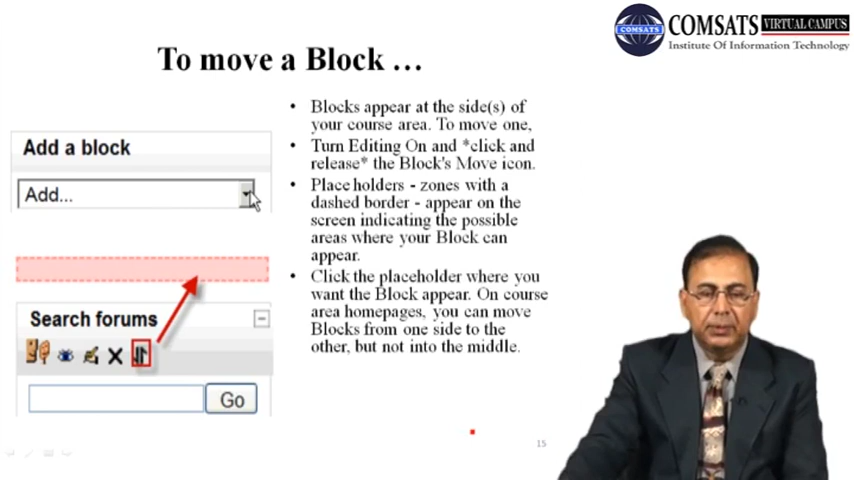 COMSATS VIRTUAL CAMPUS
COMSATS
Institute Of Information Technology
To move a Block …
• Blocks appear at the side(s) of
your course area. To move one,
• Turn Editing On and *click and
release* the Block's Move icon.
• Place holders - zones with a
dashed border - appear on the
screen indicating the possible
areas where your Block can
appear.
• Click the placeholder where you
want the Block appear. On course
area homepages, you can move
Blocks from one side to the
other, but not into the middle.
Add a block
Add...
Search forums
Go
15